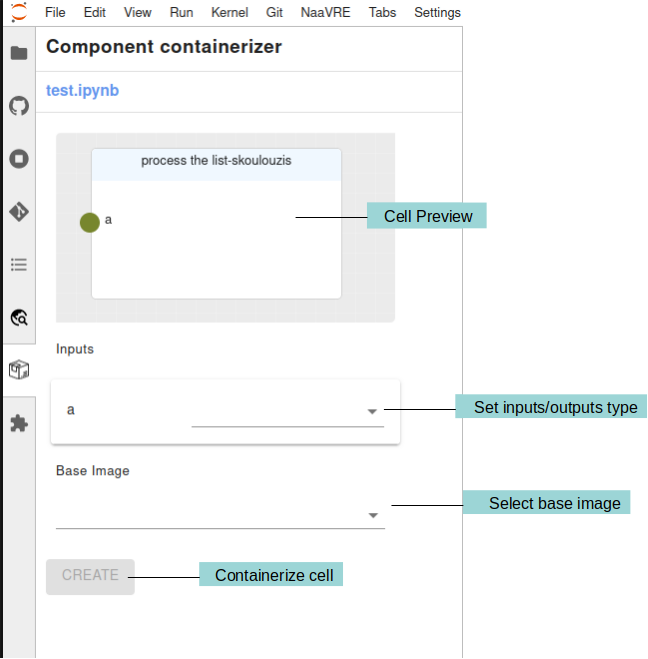 File Edit View Run Kernel Git NaaVRE Tabs Settings
Component containerizer
test.ipynb
process the list-skoulouzis
a
Cell Preview
Inputs
a
Set inputs/outputs type
Base Image
Select base image
CREATE
Containerize cell